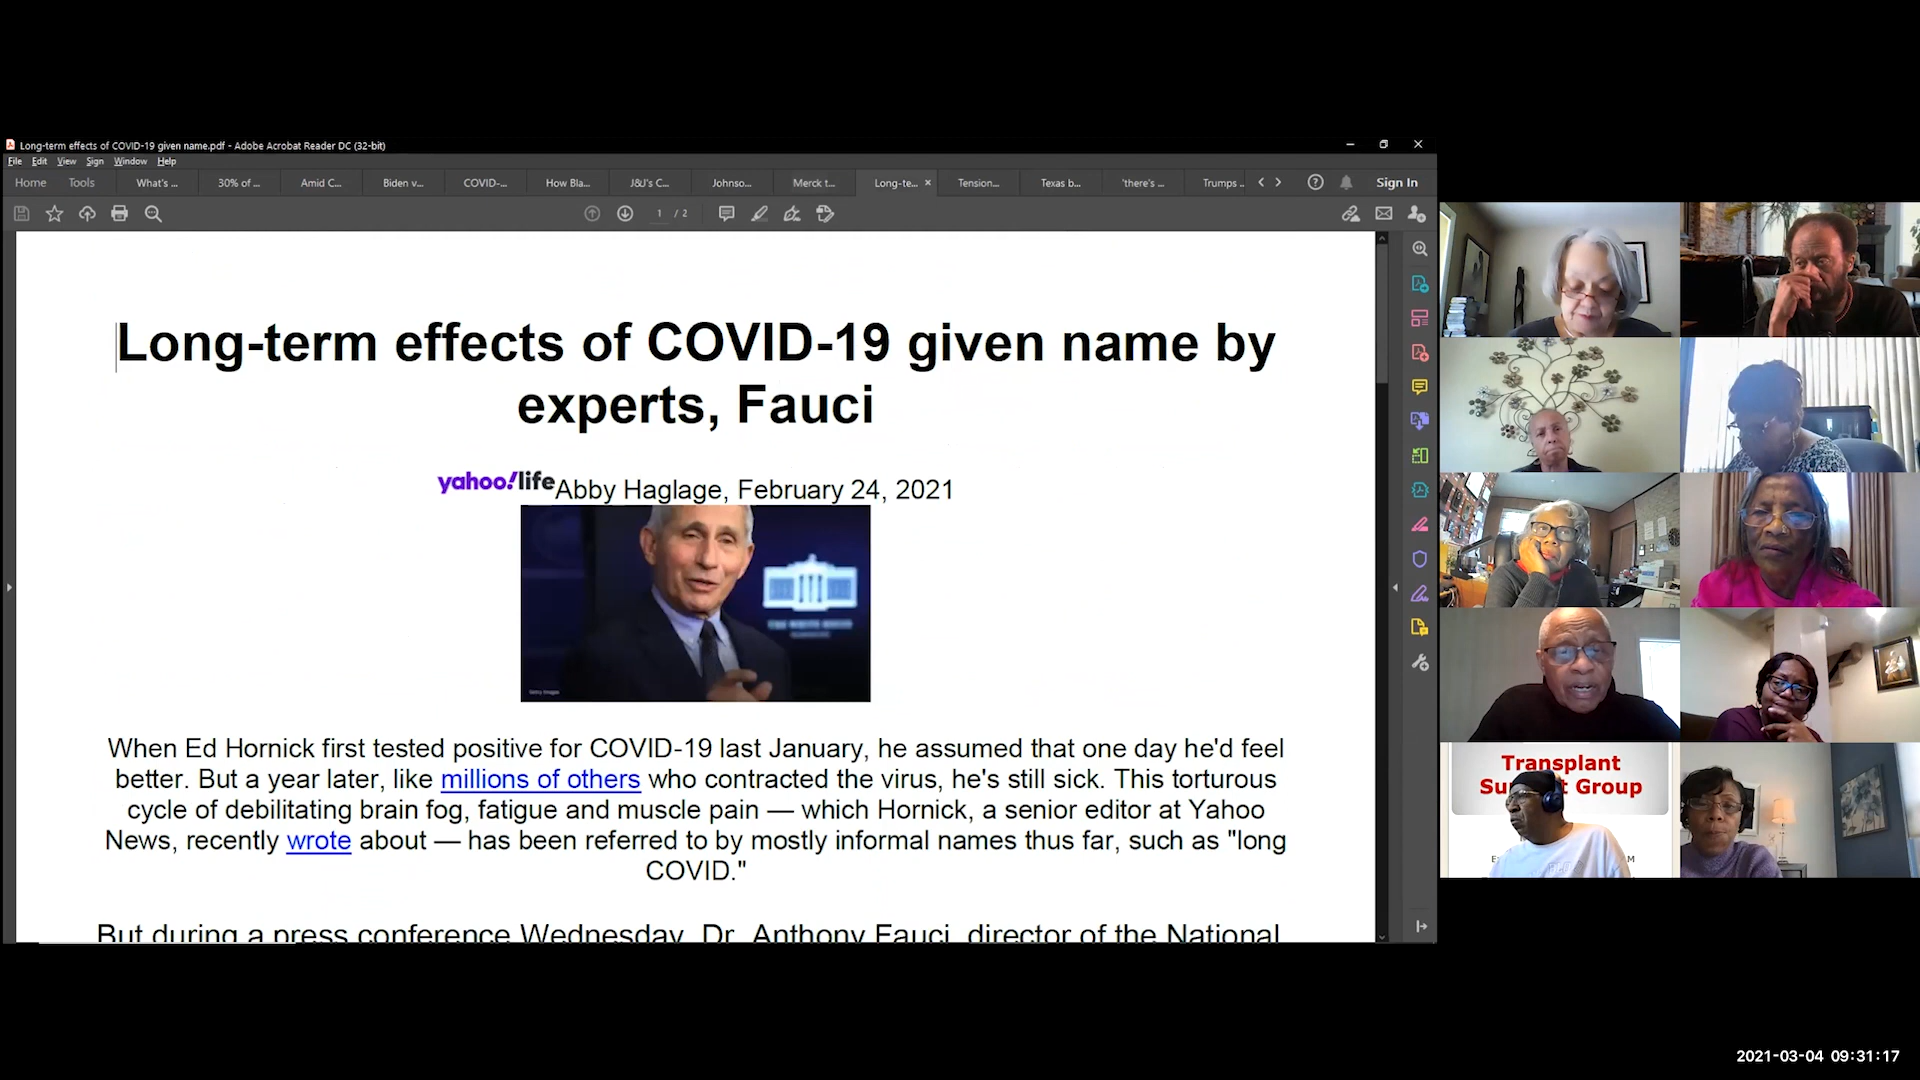 Long-term effects of COVID-19 given name.pdf - Adobe Acrobat Reader DC (32-bit)
File Edit View Sign Window Help
Home Tools What's ... 30% of ... Amid C... Biden v... COVID-... How Bla... J&J's C... Johnso... Merck t... Long-te... Tension... Texas b... 'there's ... Trumps .. Sign In
1 / 2
Long-term effects of COVID-19 given name by
experts, Fauci
yahoo!life Abby Haglage, February 24, 2021
THE WHITE HOUSE
Getty Images
When Ed Hornick first tested positive for COVID-19 last January, he assumed that one day he'd feel
better. But a year later, like millions of others who contracted the virus, he's still sick. This torturous
cycle of debilitating brain fog, fatigue and muscle pain — which Hornick, a senior editor at Yahoo
News, recently wrote about — has been referred to by mostly informal names thus far, such as "long
COVID."
But during a press conference Wednesday, Dr. Anthony Fauci, director of the National
Transplant
Su t Group
2021-03-04 09:31:17